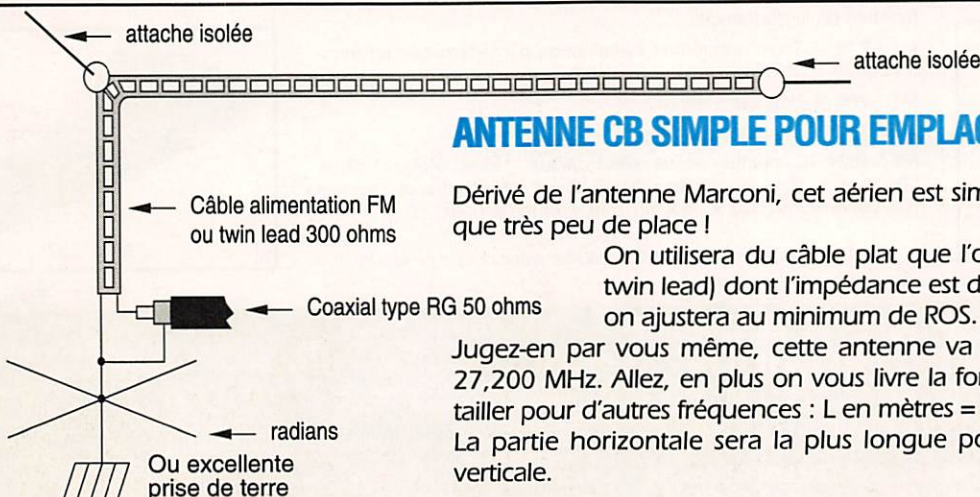 attache isolée
attache isolée
Câble alimentation FM
ou twin lead 300 ohms
Coaxial type RG 50 ohms
radians
Ou excellente
prise de terre
ANTENNE CB SIMPLE POUR
Dérivé de l'antenne Marconi, cet aérien est
que très peu de place !
On utilisera du câble plat que
twin lead) dont l'impédance est
on ajustera au minimum de ROS.
Jugez-en par vous même, cette antenne va
27,200 MHz. Allez, en plus on vous livre la
tailler pour d'autres fréquences : L en mètres =
La partie horizontale sera la plus longue
verticale.